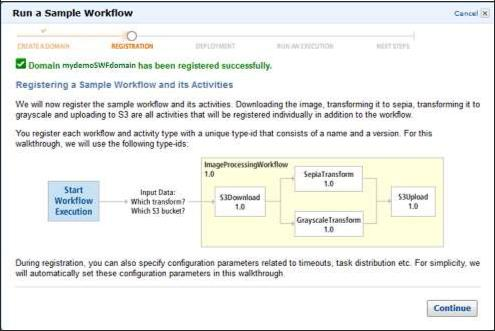 Run a Sample Workflow
Cancel
CREATE A DOMAIN
REGISTRATION
DEPLOYMENT
RUN AN EXECUTION
NEXT STEPS
Domain mydemoSWFdomain has been registered successfully.
Registering a Sample Workflow and its Activities
We will now register the sample workflow and its activities. Downloading the image, transforming it to sepia, transforming it to
grayscale and uploading to S3 are all activities that will be registered individually in addition to the workflow.
You register each workflow and activity type with a unique type-id that consists of a name and a version. For this
walkthrough, we will use the following type-ids:
Start
Workflow
Execution
Input Data:
Which transform?
Which S3 bucket?
ImageProcessingWorkflow
1.0
S3Download
1.0
SepiaTransform
1.0
GrayscaleTransform
1.0
S3Upload
1.0
During registration, you can also specify configuration parameters related to timeouts, task distribution etc. For simplicity, we
will automatically set these configuration parameters in this walkthrough.
Continue